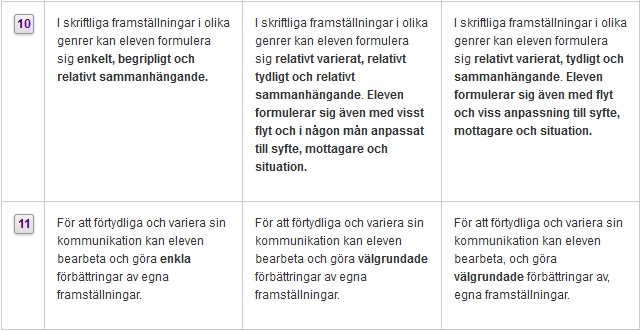 10
I skriftliga framställningar i olika
genrer kan eleven formulera
sig enkelt, begripligt och
relativt sammanhängande.
I skriftliga framställningar i olika
genrer kan eleven formulera
sig relativt varierat, relativt
tydligt och relativt
sammanhängande. Eleven
formulerar sig även med visst
flyt och i någon mån anpassat
till syfte, mottagare och
situation.
I skriftliga framställningar i olika
genrer kan eleven formulera
sig relativt varierat, tydligt och
sammanhängande. Eleven
formulerar sig även med flyt
och viss anpassning till syfte,
mottagare och situation.
11
För att förtydliga och variera sin
kommunikation kan eleven
bearbeta och göra enkla
förbättringar av egna
framställningar.
För att förtydliga och variera sin
kommunikation kan eleven
bearbeta och göra välgrundade
förbättringar av egna
framställningar.
För att förtydliga och variera sin
kommunikation kan eleven
bearbeta, och göra
välgrundade förbättringar av,
egna framställningar.